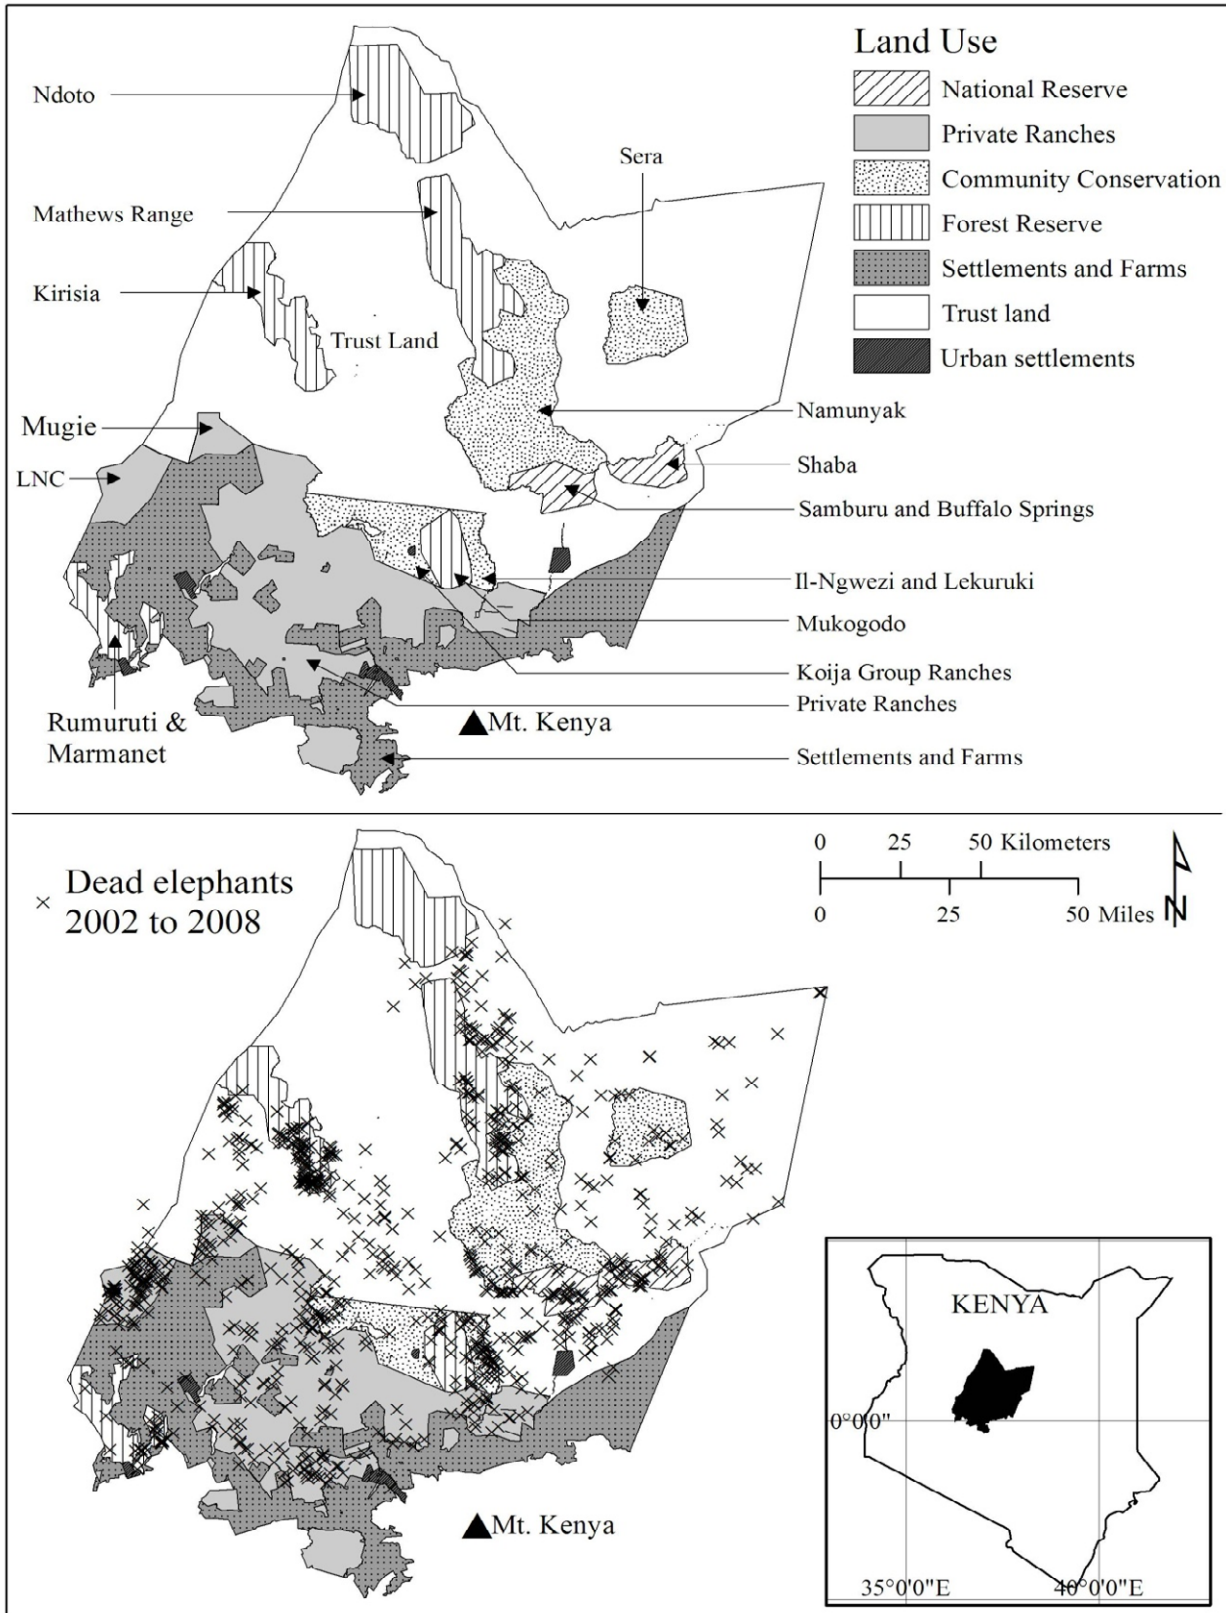 Land Use
National Reserve
Private Ranches
Community Conservation
Forest Reserve
Settlements and Farms
Trust land
Urban settlements
Ndoto
Sera
Mathews Range
Kirisia
Trust Land
Mugie
LNC
Namunyak
Shaba
Samburu and Buffalo Springs
Il-Ngwezi and Lekuruki
Mukogodo
Koija Group Ranches
Private Ranches
Settlements and Farms
Rumuruti &
Marmanet
Mt. Kenya
Dead elephants
2002 to 2008
0 25 50 Kilometers
0 25 50 Miles
N
KENYA
0°0'0"
35°0'0"E 40°0'0"E
Mt. Kenya